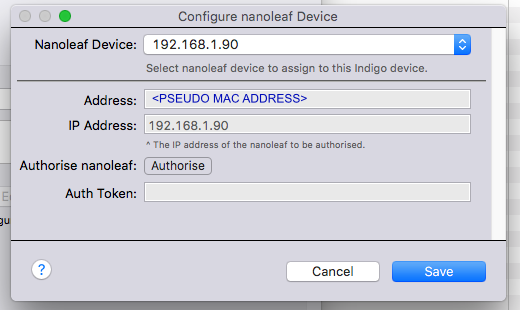 Configure nanoleaf Device
Nanoleaf Device: 192.168.1.90
Select nanoleaf device to assign to this Indigo device.
Address: <PSEUDO MAC ADDRESS>
IP Address: 192.168.1.90
^ The IP address of the nanoleaf to be authorised.
Authorise nanoleaf: Authorise
Auth Token:
? Cancel Save